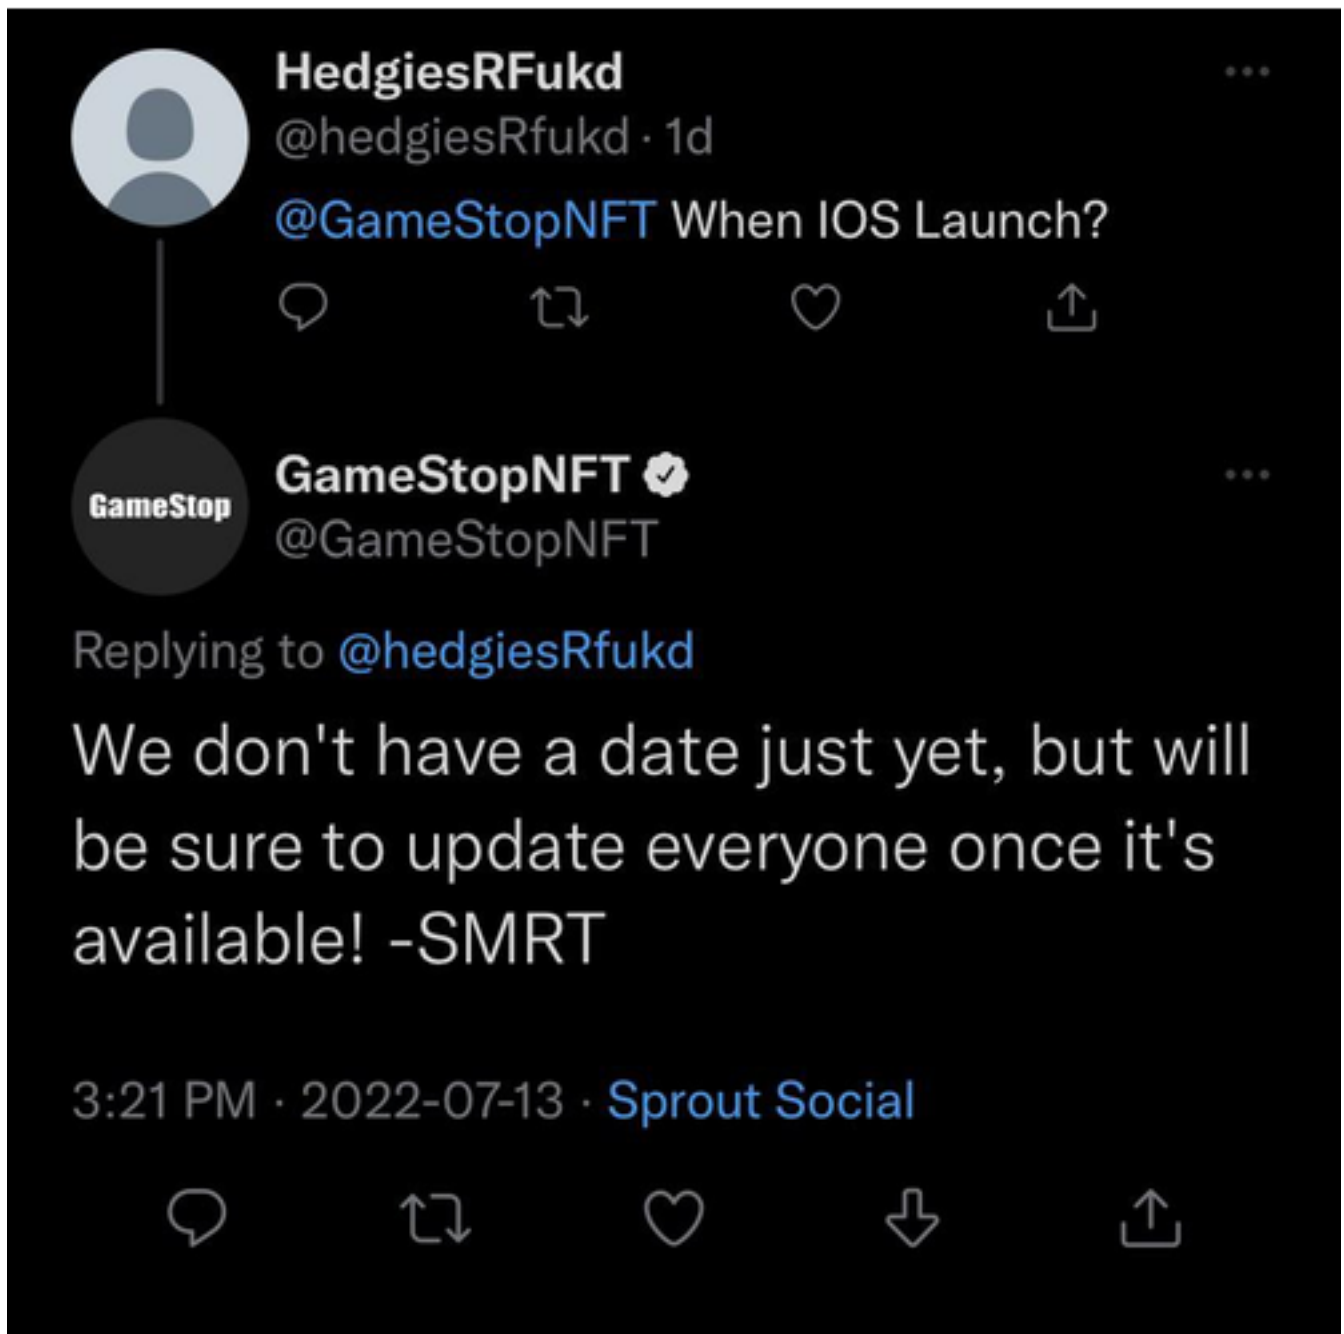 HedgiesRFukd
@hedgiesRfukd · 1d
@GameStopNFT When IOS Launch?
GameStop
GameStopNFT
@GameStopNFT
Replying to @hedgiesRfukd
We don't have a date just yet, but will
be sure to update everyone once it's
available! -SMRT
3:21 PM · 2022-07-13 · Sprout Social